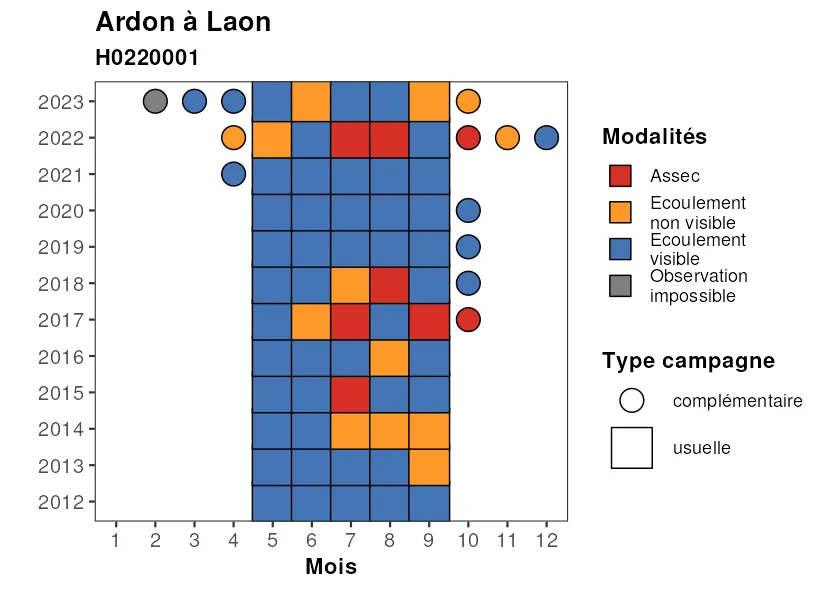 Ardon à Laon
H0220001
2023
2022
2021
2020
2019
2018
2017
2016
2015
2014
2013
2012
1 2 3 4 5 6 7 8 9 10 11 12
Mois
Modalités
Assec
Ecoulement
non visible
Ecoulement
visible
Observation
impossible
Type campagne
complémentaire
usuelle